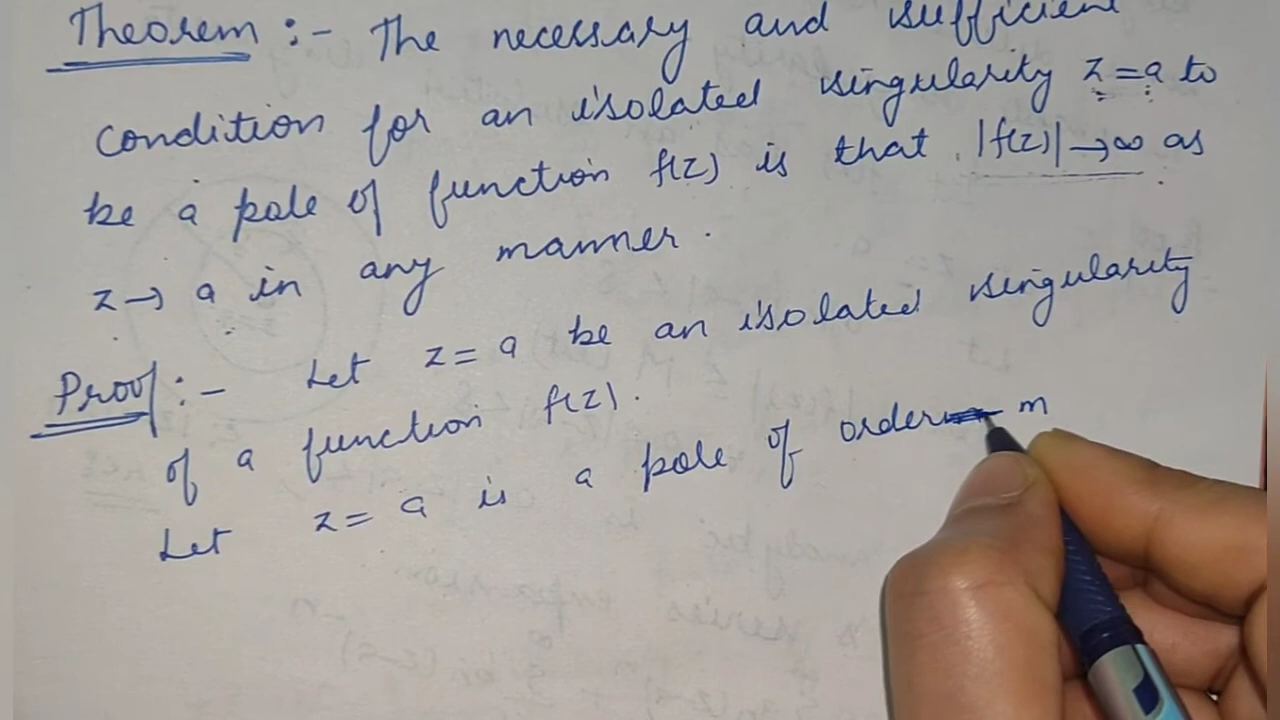 Theorem :- The necessary and sufficient
condition for an isolated singularity z=a to
be a pole of function f(z) is that |f(z)|→∞ as
z→ a in any manner.
Proof :- Let z=a be an isolated singularity
of a function f(z).
Let z=a is a pole of order m